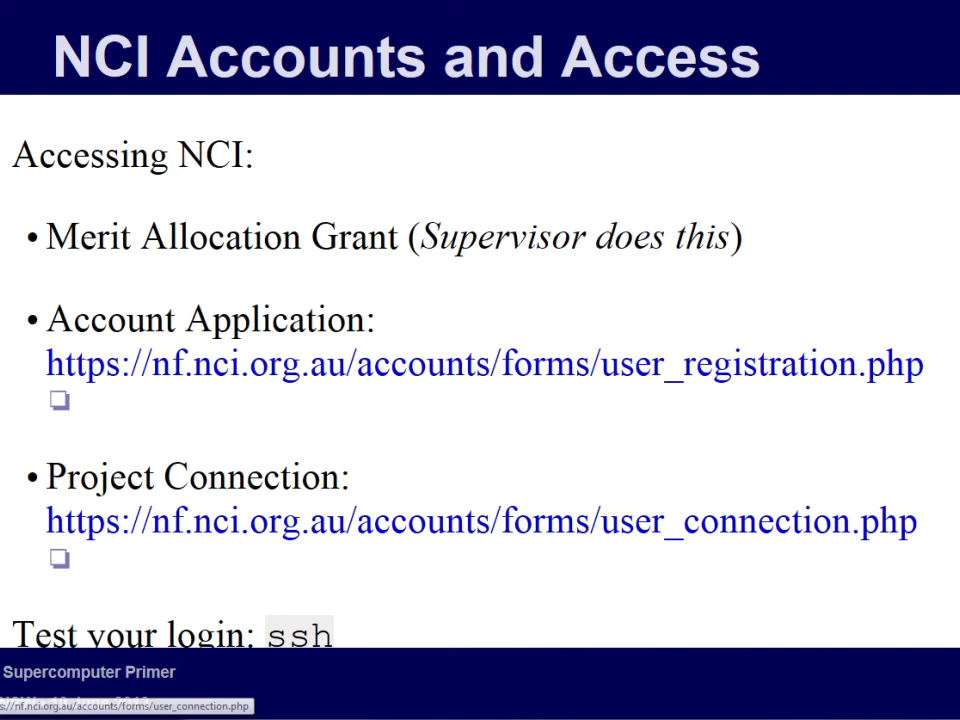 NCI Accounts and Access
Accessing NCI:
• Merit Allocation Grant (Supervisor does this)
• Account Application:
https://nf.nci.org.au/accounts/forms/user_registration.php
• Project Connection:
https://nf.nci.org.au/accounts/forms/user_connection.php
Test your login: ssh
Supercomputer Primer
s://nf.nci.org.au/accounts/forms/user_connection.php